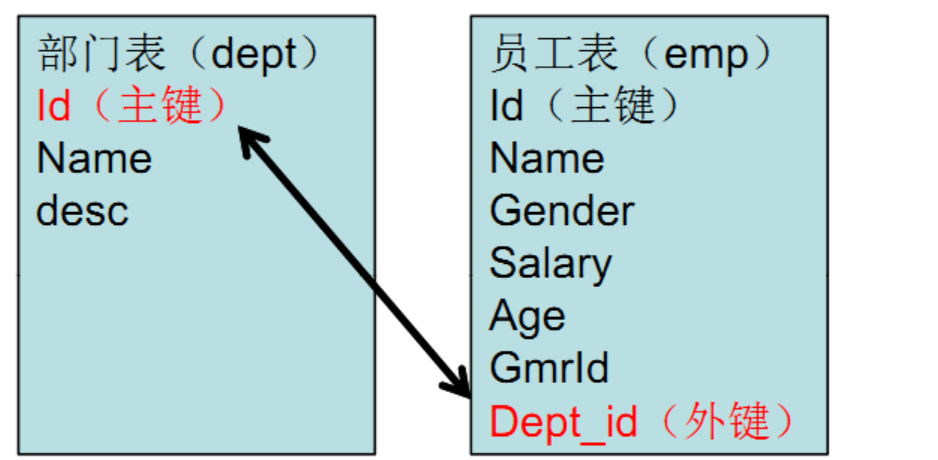 部门表（dept）
Id（主键）
Name
desc
员工表（emp）
Id（主键）
Name
Gender
Salary
Age
GmrId
Dept_id（外键）